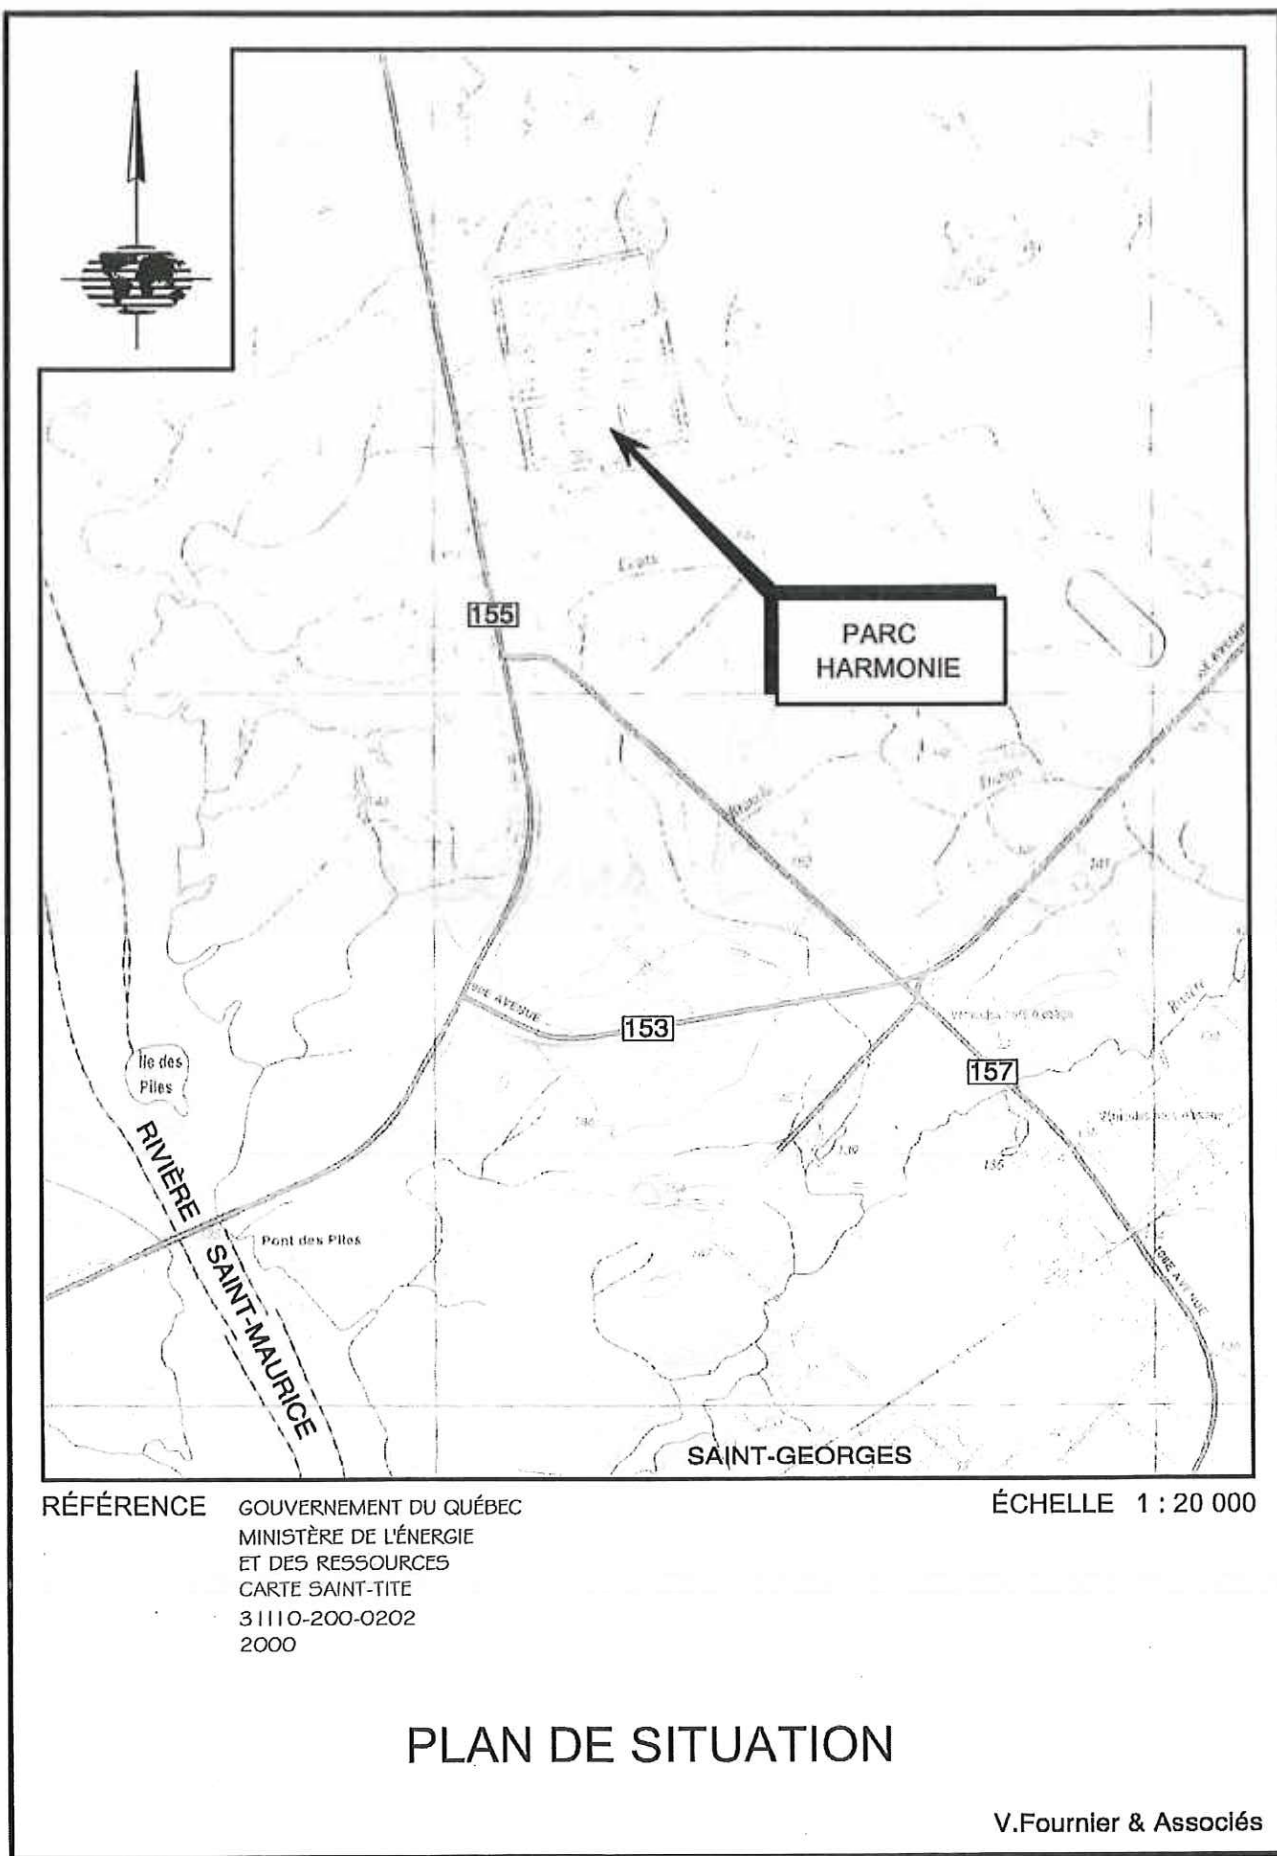 155
PARC
HARMONIE
153
157
Île des
Piles
RIVIÈRE
SAINT-MAURICE
Pont des Piles
139
135
SAINT-GEORGES
RÉFÉRENCE
GOUVERNEMENT DU QUÉBEC
MINISTÈRE DE L'ÉNERGIE
ET DES RESSOURCES
CARTE SAINT-TITE
31I10-200-0202
2000
ÉCHELLE 1 : 20 000
PLAN DE SITUATION
V.Fournier & Associés